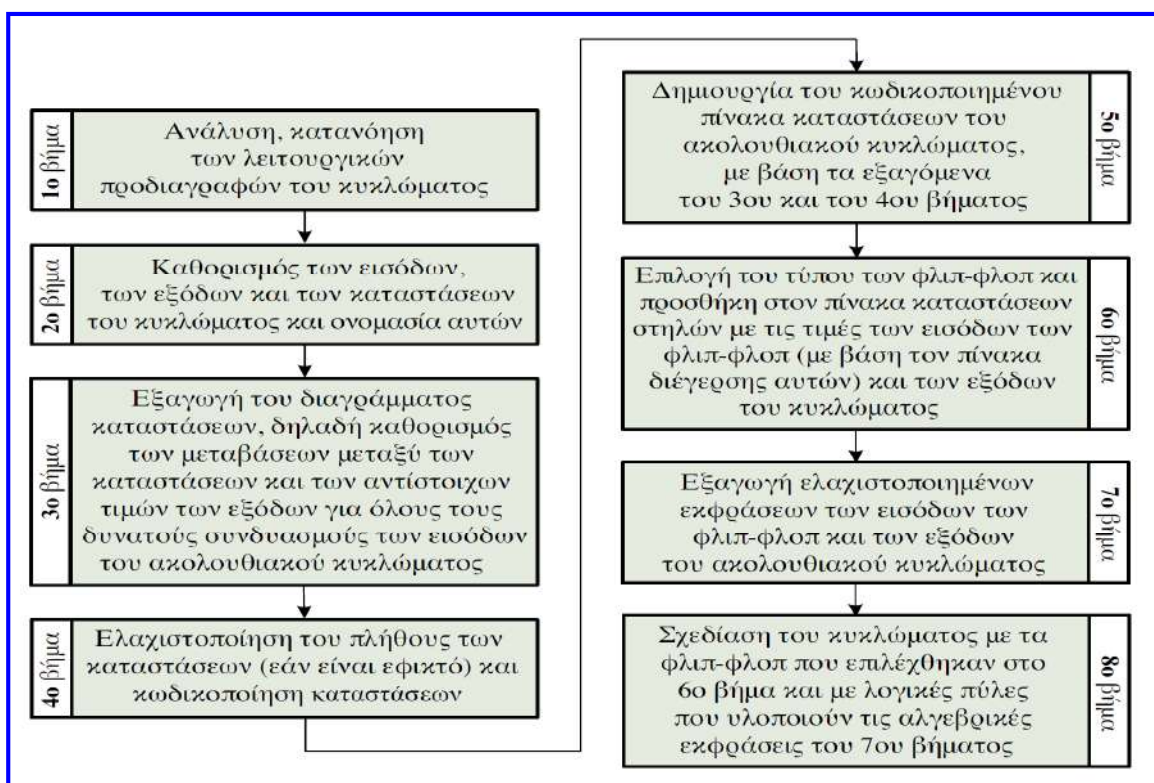 1ο βήμα
Ανάλυση, κατανόηση
των λειτουργικών
προδιαγραφών του κυκλώματος
2ο βήμα
Καθορισμός των εισόδων,
των εξόδων και των καταστάσεων
του κυκλώματος και ονομασία αυτών
3ο βήμα
Εξαγωγή του διαγράμματος
καταστάσεων, δηλαδή καθορισμός
των μεταβάσεων μεταξύ των
καταστάσεων και των αντίστοιχων
τιμών των εξόδων για όλους τους
δυνατούς συνδυασμούς των εισόδων
του ακολουθιακού κυκλώματος
4ο βήμα
Ελαχιστοποίηση του πλήθους των
καταστάσεων (εάν είναι εφικτό) και
κωδικοποίηση καταστάσεων
5ο βήμα
Δημιουργία του κωδικοποιημένου
πίνακα καταστάσεων του
ακολουθιακού κυκλώματος,
με βάση τα εξαγόμενα
του 3ου και του 4ου βήματος
6ο βήμα
Επιλογή του τύπου των φλιπ-φλοπ και
προσθήκη στον πίνακα καταστάσεων
στηλών με τις τιμές των εισόδων των
φλιπ-φλοπ (με βάση τον πίνακα
διέγερσης αυτών) και των εξόδων
του κυκλώματος
7ο βήμα
Εξαγωγή ελαχιστοποιημένων
εκφράσεων των εισόδων των
φλιπ-φλοπ και των εξόδων
του ακολουθιακού κυκλώματος
8ο βήμα
Σχεδίαση του κυκλώματος με τα
φλιπ-φλοπ που επιλέχθηκαν στο
6ο βήμα και με λογικές πύλες
που υλοποιούν τις αλγεβρικές
εκφράσεις του 7ου βήματος